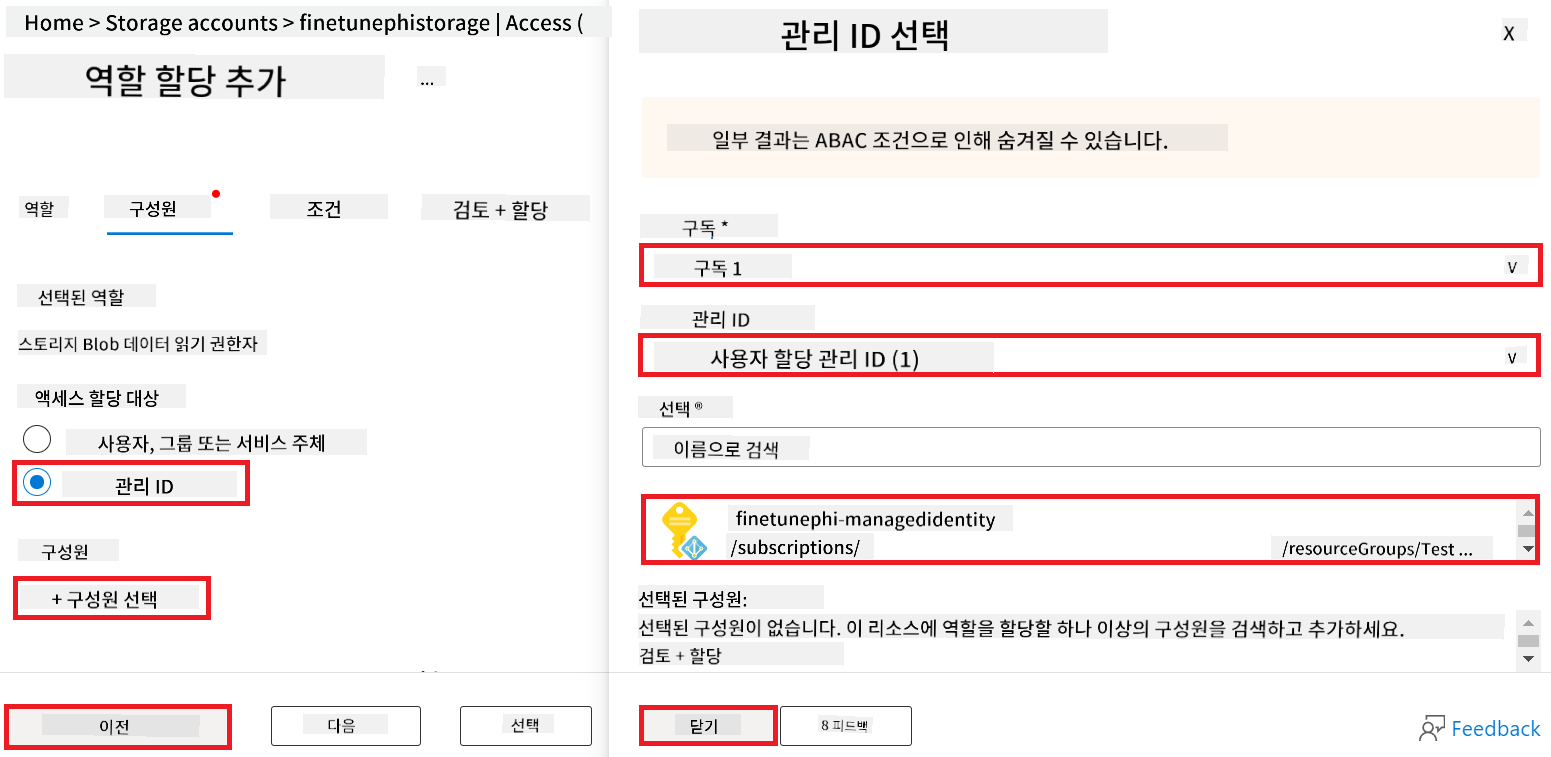 Home > Storage accounts > finetunephistorage | Access (
역할 할당 추가
...
역할
구성원
조건
검토 + 할당
선택된 역할
스토리지 Blob 데이터 읽기 권한자
액세스 할당 대상
사용자, 그룹 또는 서비스 주체
관리 ID
구성원
+ 구성원 선택
이전
다음
선택
관리 ID 선택
X
일부 결과는 ABAC 조건으로 인해 숨겨질 수 있습니다.
구독 *
구독 1
관리 ID
사용자 할당 관리 ID (1)
선택 ®
이름으로 검색
finetunephi-managedidentity
/subscriptions/ /resourceGroups/Test ...
선택된 구성원:
선택된 구성원이 없습니다. 이 리소스에 역할을 할당할 하나 이상의 구성원을 검색하고 추가하세요.
검토 + 할당
닫기
8 피드백
Feedback